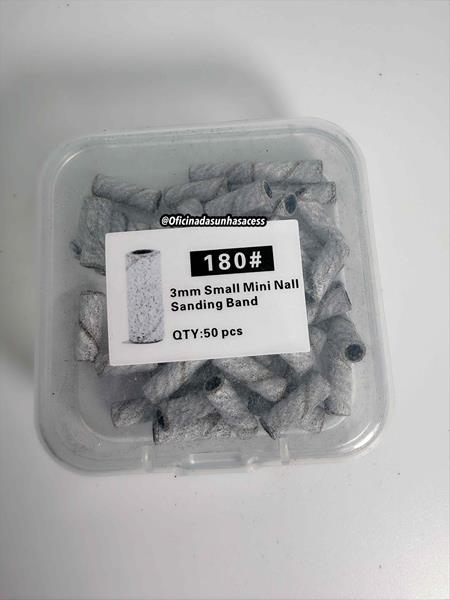 @Oficinadasunhasacess
180#
3mm Small Mini Nall
Sanding Band
QTY:50 pcs